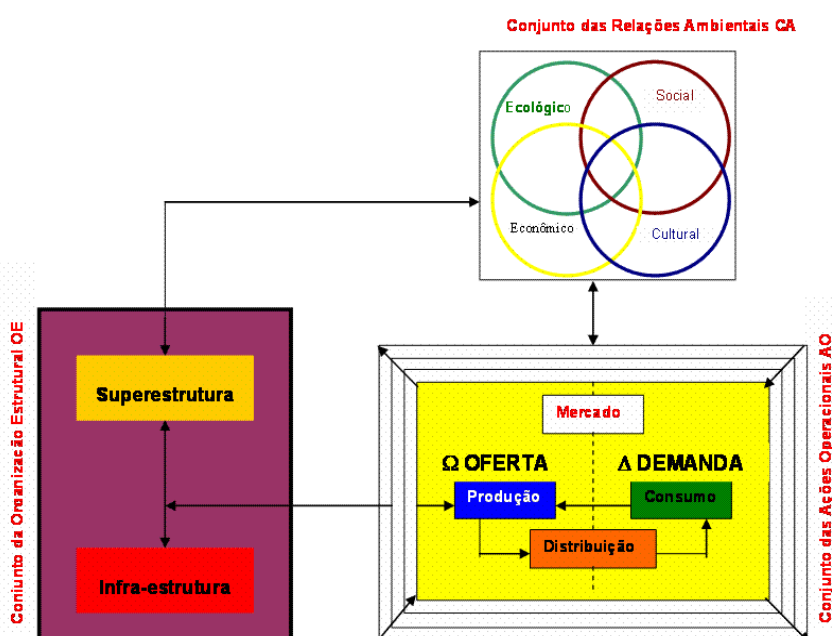 Conjunto das Relações Ambientais CA
Ecológico
Social
Econômico
Cultural
Conjunto da Organização Estrutural OE
Superestrutura
Infra-estrutura
Mercado
Ω OFERTA
Δ DEMANDA
Produção
Consumo
Distribuição
Conjunto das Ações Operacionais AO